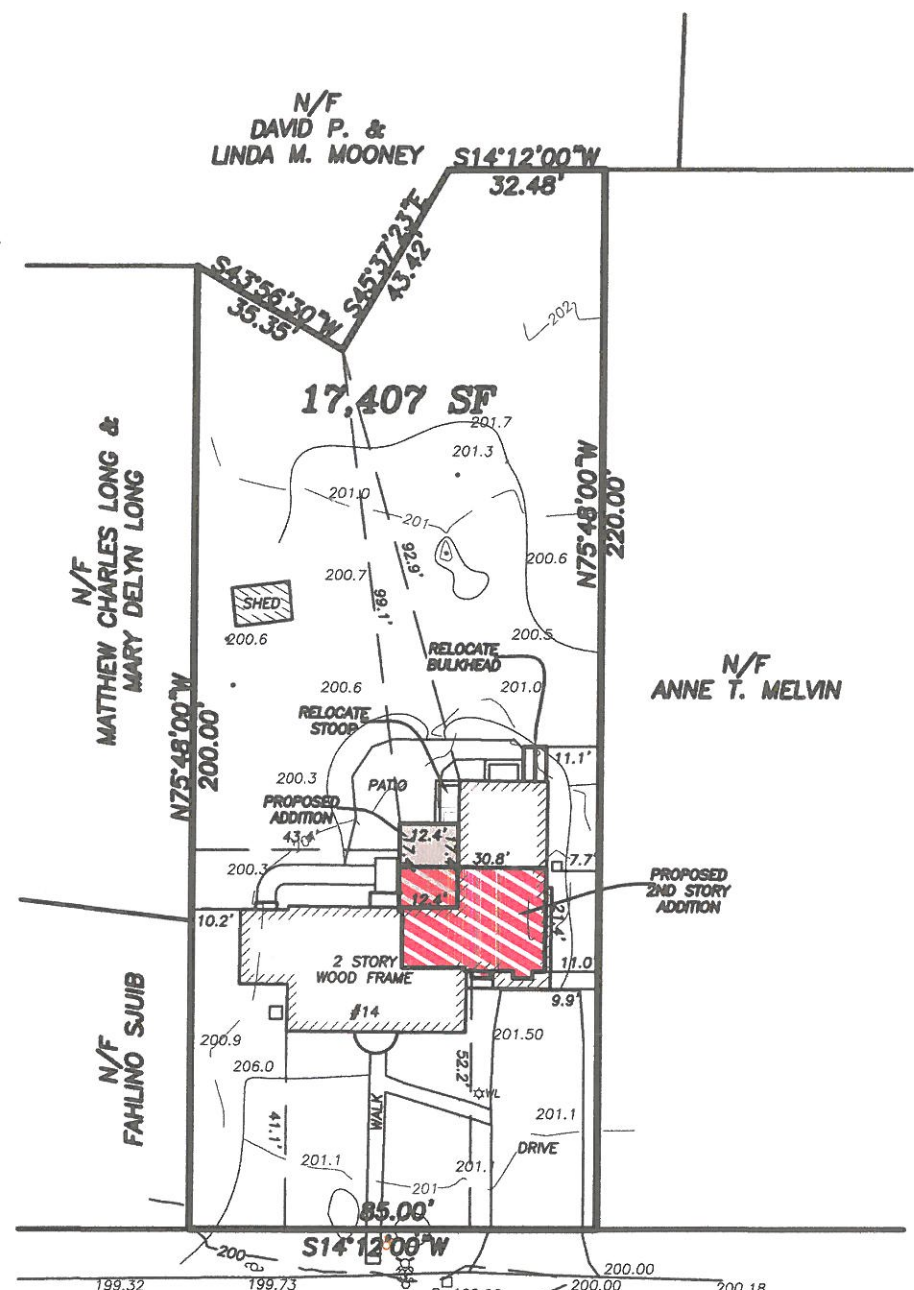 N/F
DAVID P. &
LINDA M. MOONEY
S14°12'00"W
32.48'
S45°37'23"E
43.42'
S43°56'30"W
35.35'
202
17,407 SF
201.7
201.3
201.0
201
N/F
MATTHEW CHARLES LONG &
MARY DELYN LONG
N75°48'00"W
220.00'
200.6
92.9'
200.7
99.1'
SHED
200.6
200.5
RELOCATE
BULKHEAD
N/F
ANNE T. MELVIN
200.6
201.0
RELOCATE
STOOP
N75°48'00"W
200.00'
11.1'
200.3
PATIO
PROPOSED
ADDITION
43.4'
12.4'
30.8'
7.7'
200.3
PROPOSED
2ND STORY
ADDITION
12.4'
21.4'
10.2'
2 STORY
WOOD FRAME
11.0'
9.9'
#14
N/F
FAHLINO SJUIB
200.9
201.50
206.0
52.2'
WL
201.1
41.1'
WALK
DRIVE
201.1
201.1
201
85.00'
S14°12'00"W
200
200.00
199.32
199.73
200.00
200.18